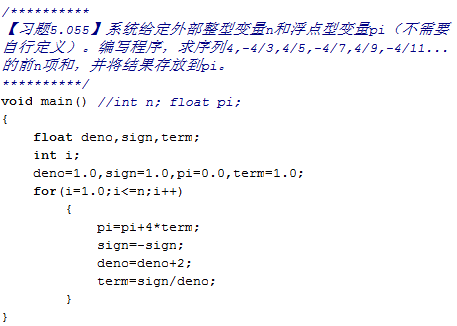 /**********
【习题5.055】系统给定外部整型变量n和浮点型变量pi（不需要
自行定义）。编写程序，求序列4,-4/3,4/5,-4/7,4/9,-4/11...
的前n项和，并将结果存放到pi。
**********/
void main() //int n; float pi;
{
float deno,sign,term;
int i;
deno=1.0,sign=1.0,pi=0.0,term=1.0;
for(i=1.0;i<=n;i++)
{
pi=pi+4*term;
sign=-sign;
deno=deno+2;
term=sign/deno;
}
}